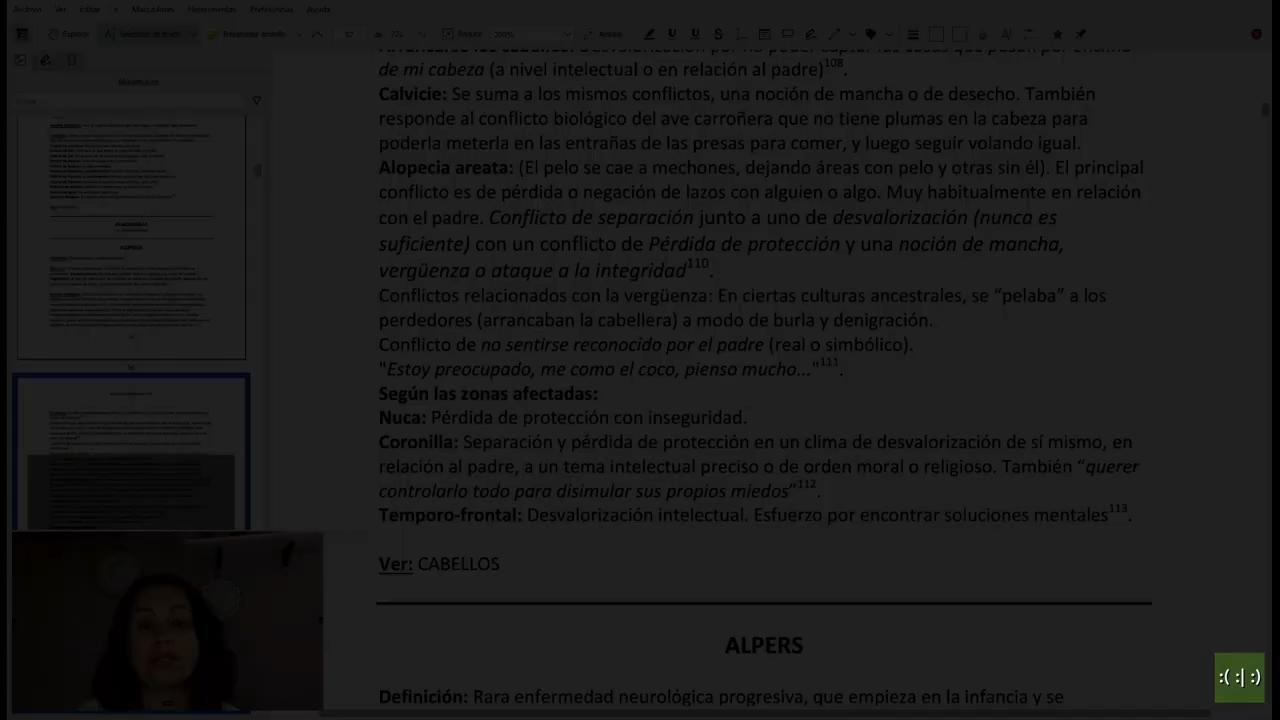 Archivo Ver Editar Marcadores Herramientas Preferencias Ayuda
200%
de mi cabeza (a nivel intelectual o en relación al padre)108.
Calvicie: Se suma a los mismos conflictos, una noción de mancha o de desecho. También
responde al conflicto biológico del ave carroñera que no tiene plumas en la cabeza para
poderla meterla en las entrañas de las presas para comer, y luego seguir volando igual.
Alopecia areata: (El pelo se cae a mechones, dejando áreas con pelo y otras sin él). El principal
conflicto es de pérdida o negación de lazos con alguien o algo. Muy habitualmente en relación
con el padre. Conflicto de separación junto a uno de desvalorización (nunca es
suficiente) con un conflicto de Pérdida de protección y una noción de mancha,
vergüenza o ataque a la integridad110.
Conflictos relacionados con la vergüenza: En ciertas culturas ancestrales, se “pelaba” a los
perdedores (arrancaban la cabellera) a modo de burla y denigración.
Conflicto de no sentirse reconocido por el padre (real o simbólico).
"Estoy preocupado, me como el coco, pienso mucho..."111.
Según las zonas afectadas:
Nuca: Pérdida de protección con inseguridad.
Coronilla: Separación y pérdida de protección en un clima de desvalorización de sí mismo, en
relación al padre, a un tema intelectual preciso o de orden moral o religioso. También “querer
controlarlo todo para disimular sus propios miedos”112.
Temporo-frontal: Desvalorización intelectual. Esfuerzo por encontrar soluciones mentales113.
Ver: CABELLOS
ALPERS
Definición: Rara enfermedad neurológica progresiva, que empieza en la infancia y se
:( :| :)